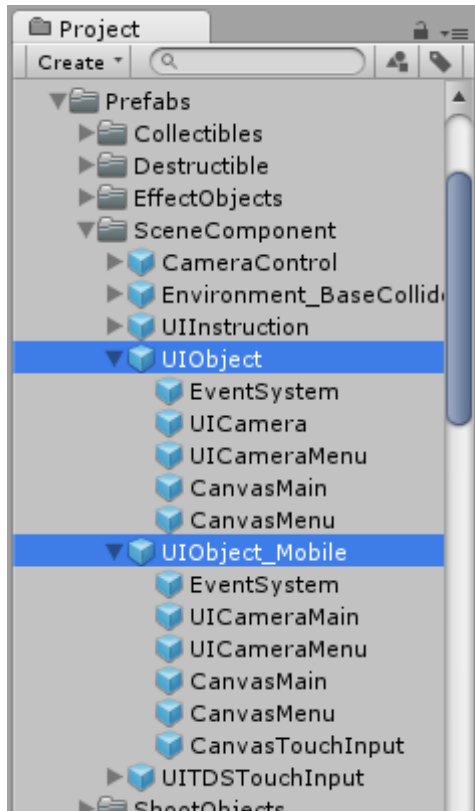 Project
Create
Prefabs
Collectibles
Destructible
EffectObjects
SceneComponent
CameraControl
Environment_BaseCollid
UIInstruction
UIObject
EventSystem
UICamera
UICameraMenu
CanvasMain
CanvasMenu
UIObject_Mobile
EventSystem
UICameraMain
UICameraMenu
CanvasMain
CanvasMenu
CanvasTouchInput
UITDSTouchInput
ShootObjects